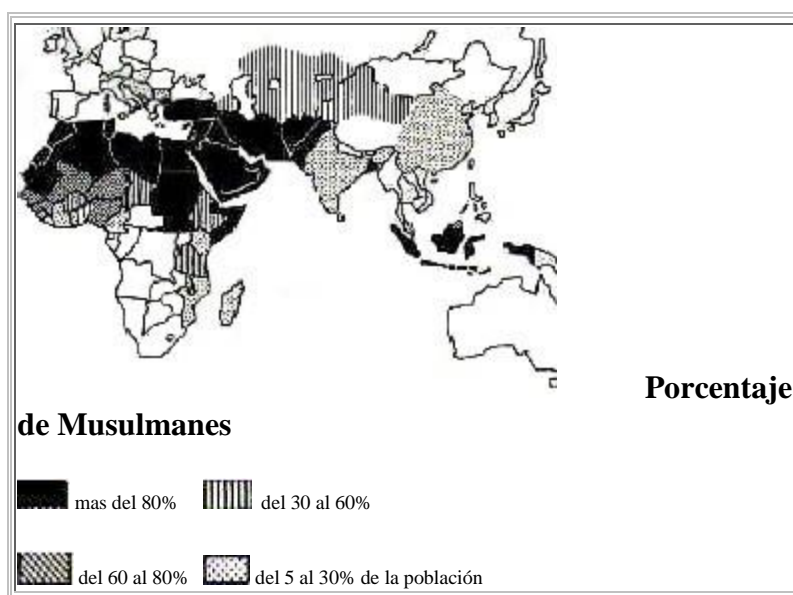 Porcentaje
de Musulmanes
mas del 80% del 30 al 60%
del 60 al 80% del 5 al 30% de la población